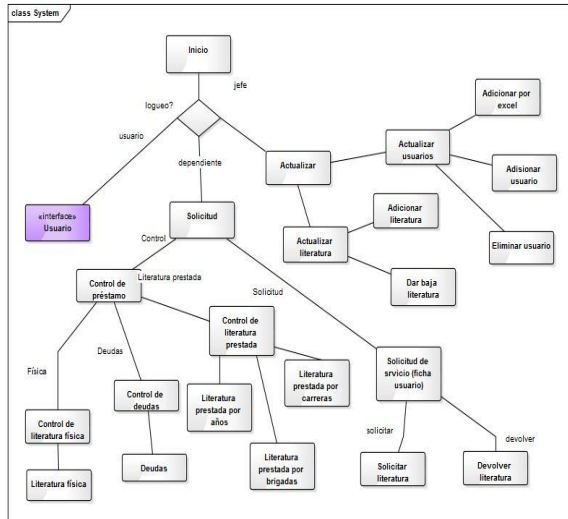 class System
Inicio
logueo?
jefe
usuario
dependiente
Adicionar por
excel
Actualizar
usuarios
Actualizar
Adisionar
usuario
Eliminar usuario
«interface»
Usuario
Solicitud
Adicionar
literatura
Actualizar
literatura
Dar baja
literatura
Control
Literatura prestada
Solicitud
Control de
préstamo
Control de
literatura
prestada
Deudas
Física
Solicitud de
srvicio (ficha
usuario)
Literatura
prestada por
carreras
Control de
deudas
Literatura
prestada por
años
Control de
literatura física
solicitar
devolver
Literatura física
Deudas
Literatura
prestada por
brigadas
Solicitar
literatura
Devolver
literatura